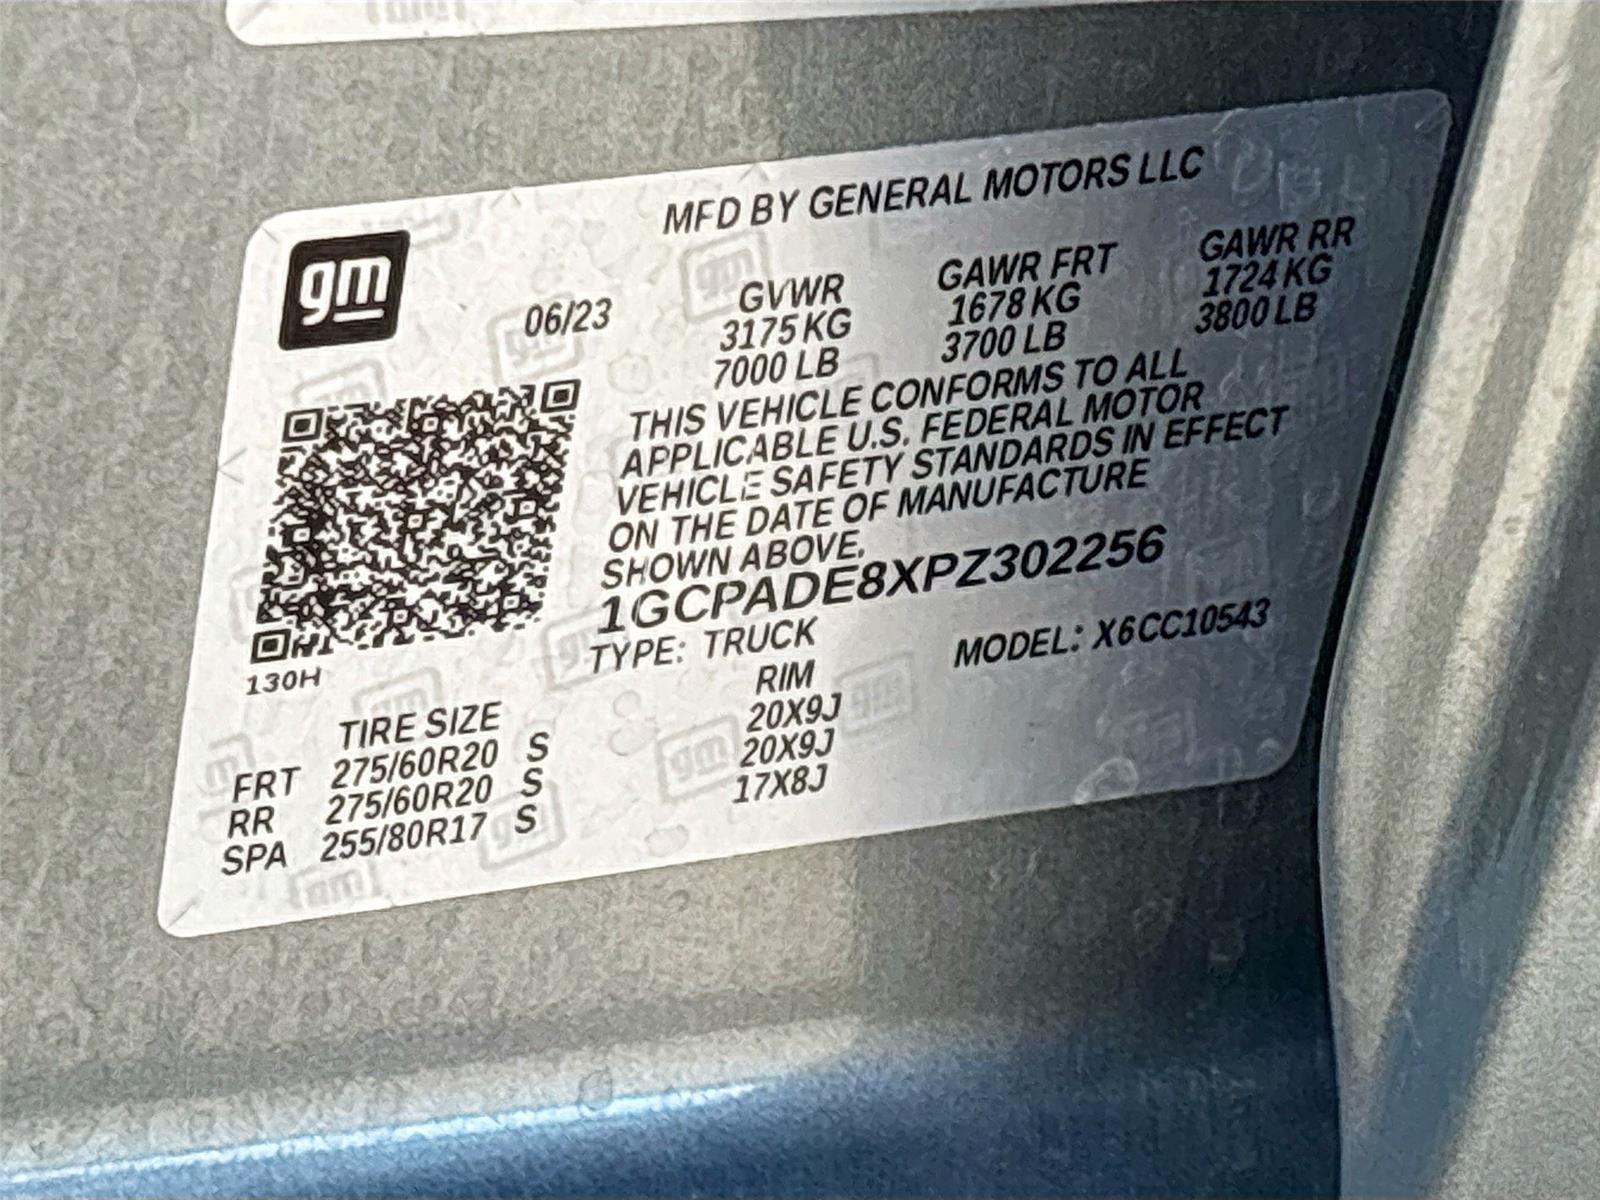 MFD BY GENERAL MOTORS LLC
gm
06/23
GVWR GAWR FRT GAWR RR
3175 KG 1678 KG 1724 KG
7000 LB 3700 LB 3800 LB
THIS VEHICLE CONFORMS TO ALL
APPLICABLE U.S. FEDERAL MOTOR
VEHICLE SAFETY STANDARDS IN EFFECT
ON THE DATE OF MANUFACTURE
SHOWN ABOVE.
1GCPADE8XPZ302256
TYPE: TRUCK MODEL: X6CC10543
130H
TIRE SIZE RIM
FRT 275/60R20 S 20X9J
RR 275/60R20 S 20X9J
SPA 255/80R17 S 17X8J